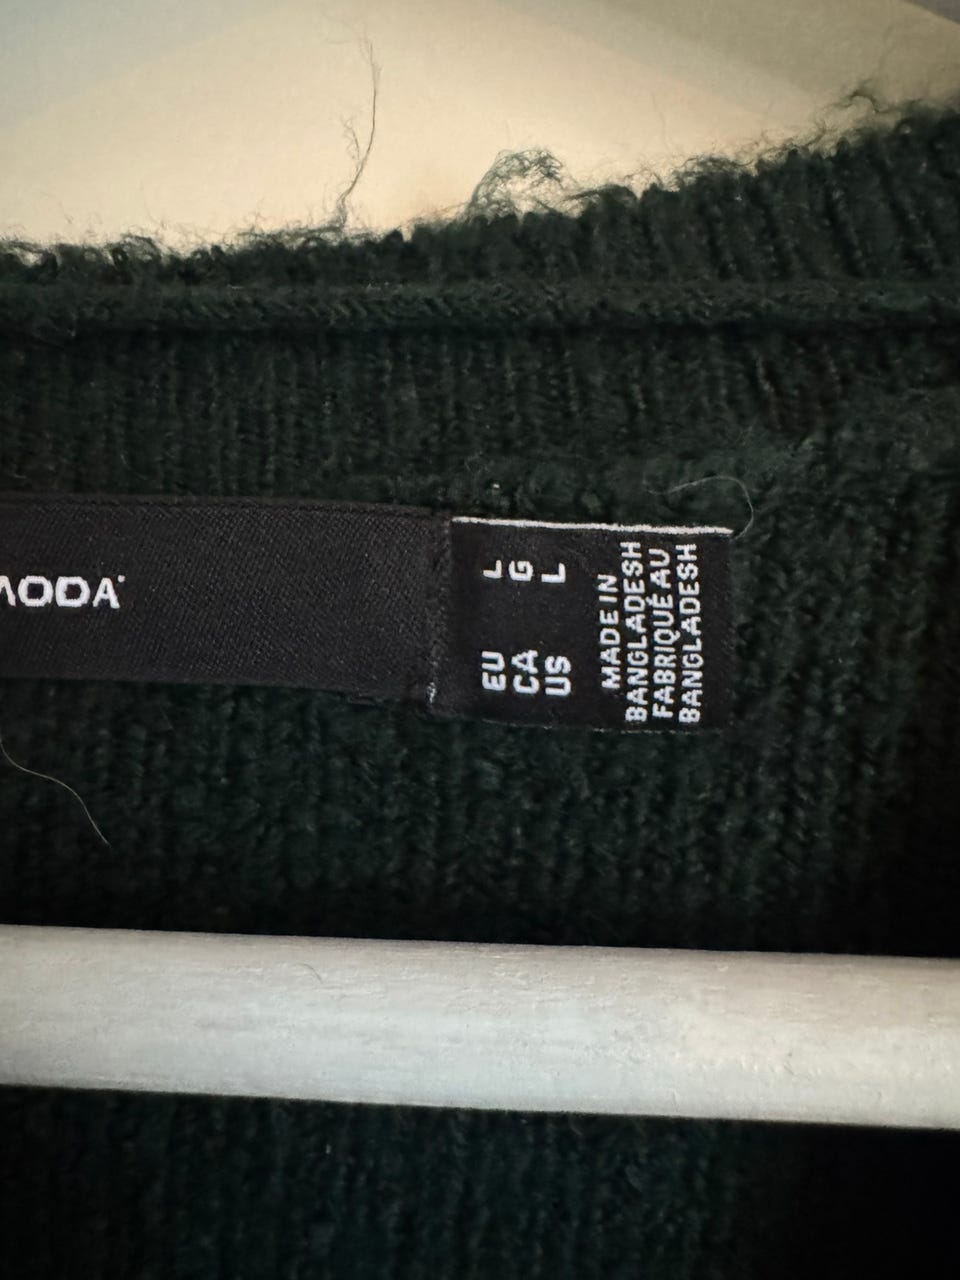 MODA
EU L
CA G
US L
MADE IN
BANGLADESH
FABRIQUÉ AU
BANGLADESH